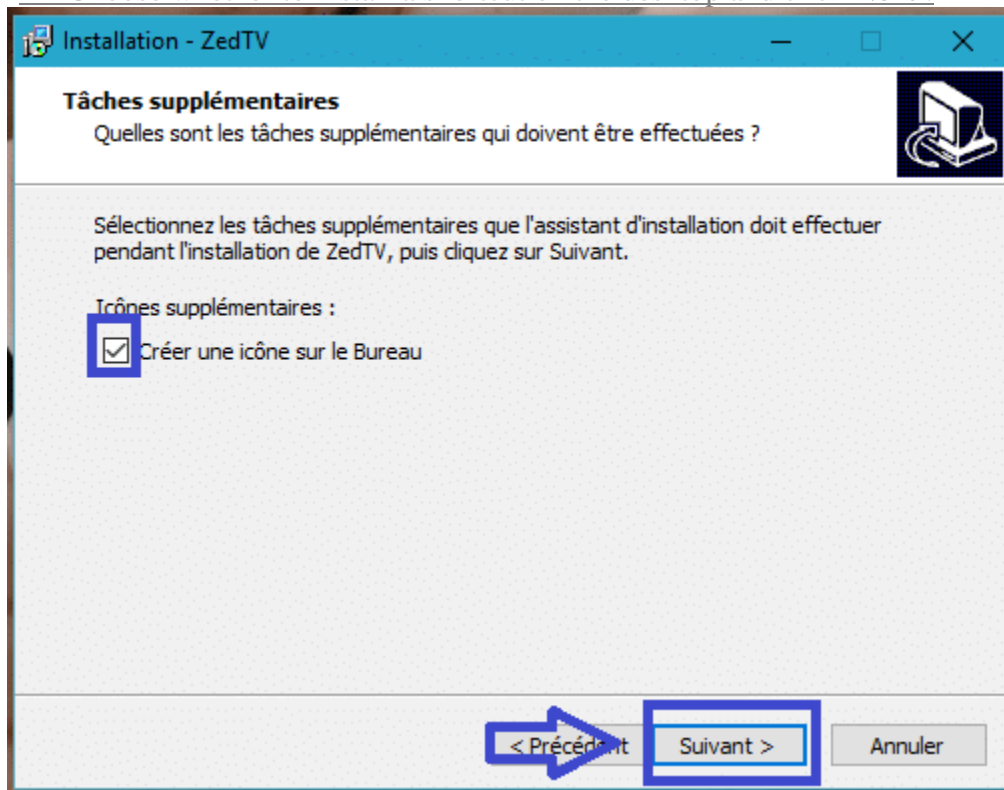 Installation - ZedTV
Tâches supplémentaires
Quelles sont les tâches supplémentaires qui doivent être effectuées ?
Sélectionnez les tâches supplémentaires que l'assistant d'installation doit effectuer
pendant l'installation de ZedTV, puis cliquez sur Suivant.
Icônes supplémentaires :
Créer une icône sur le Bureau
< Précédent
Suivant >
Annuler